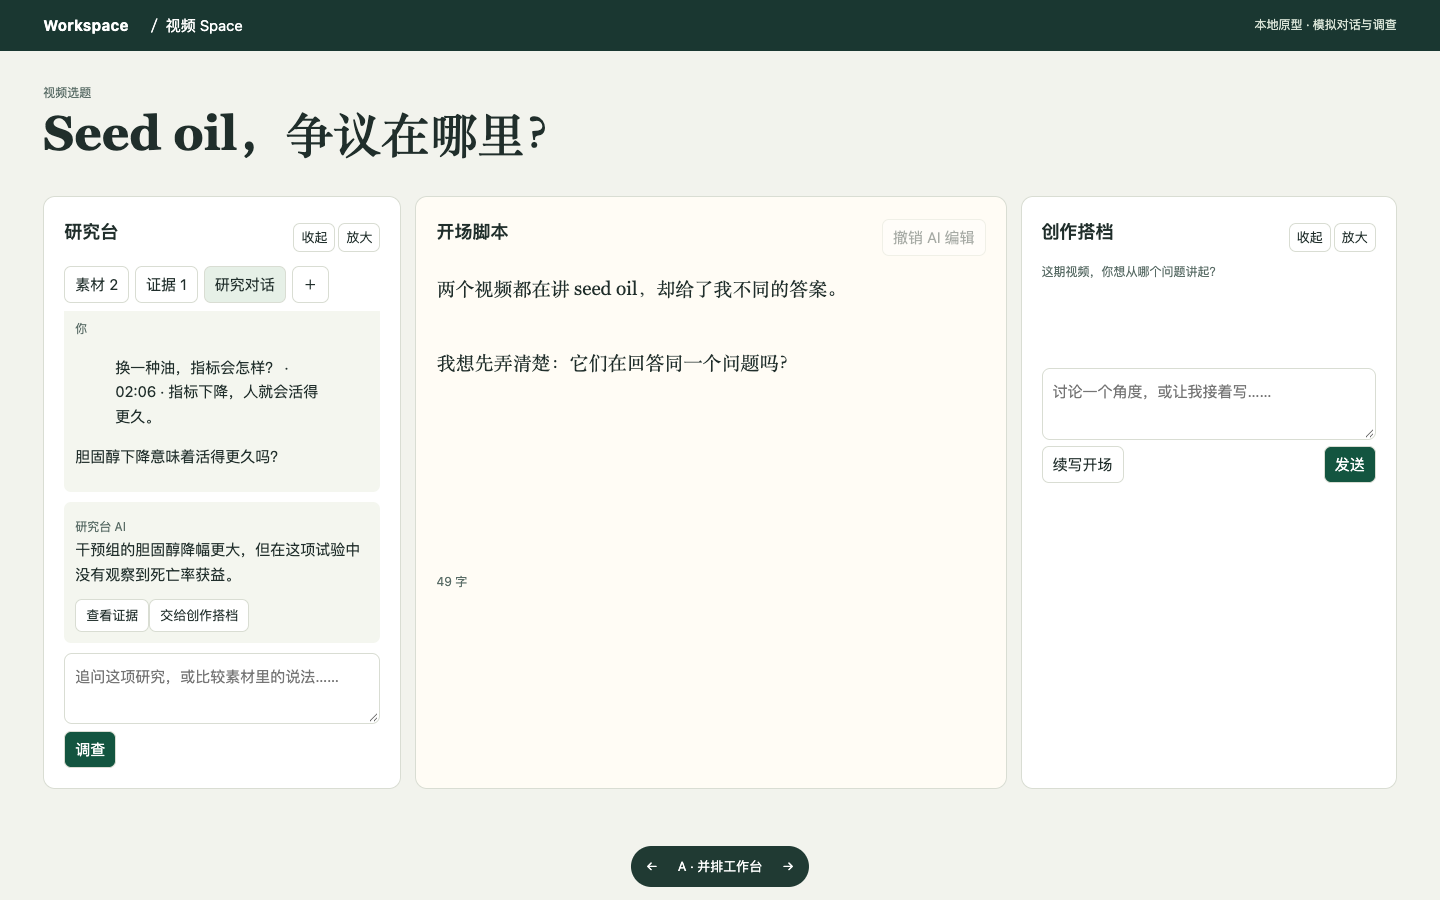 Workspace / 视频 Space
本地原型 · 模拟对话与调查
视频选题
Seed oil，争议在哪里？
研究台
收起 放大
素材 2 证据 1 研究对话 +
你
换一种油，指标会怎样？ ·
02:06 · 指标下降，人就会活得
更久。
胆固醇下降意味着活得更久吗？
研究台 AI
干预组的胆固醇降幅更大，但在这项试验中
没有观察到死亡率获益。
查看证据 交给创作搭档
追问这项研究，或比较素材里的说法……
调查
开场脚本
撤销 AI 编辑
两个视频都在讲 seed oil，却给了我不同的答案。
我想先弄清楚：它们在回答同一个问题吗？
49 字
创作搭档
收起 放大
这期视频，你想从哪个问题讲起？
讨论一个角度，或让我接着写……
续写开场 发送
← A · 并排工作台 →